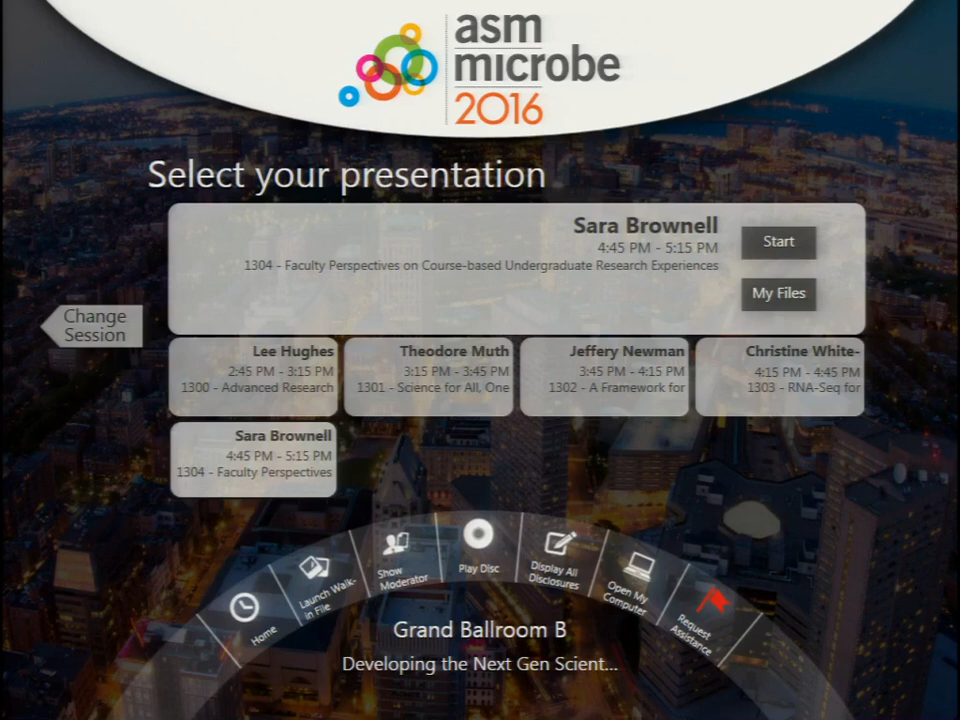 asm
microbe
2016
Select your presentation
Sara Brownell
4:45 PM - 5:15 PM
1304 - Faculty Perspectives on Course-based Undergraduate Research Experiences
Start
My Files
Change
Session
Lee Hughes
2:45 PM - 3:15 PM
1300 - Advanced Research
Theodore Muth
3:15 PM - 3:45 PM
1301 - Science for All, One
Jeffery Newman
3:45 PM - 4:15 PM
1302 - A Framework for
Christine White-
4:15 PM - 4:45 PM
1303 - RNA-Seq for
Sara Brownell
4:45 PM - 5:15 PM
1304 - Faculty Perspectives
Home
Launch Walk-
in File
Show
Moderator
Play Disc
Display All
Disclosures
Open My
Computer
Request
Assistance
Grand Ballroom B
Developing the Next Gen Scient...